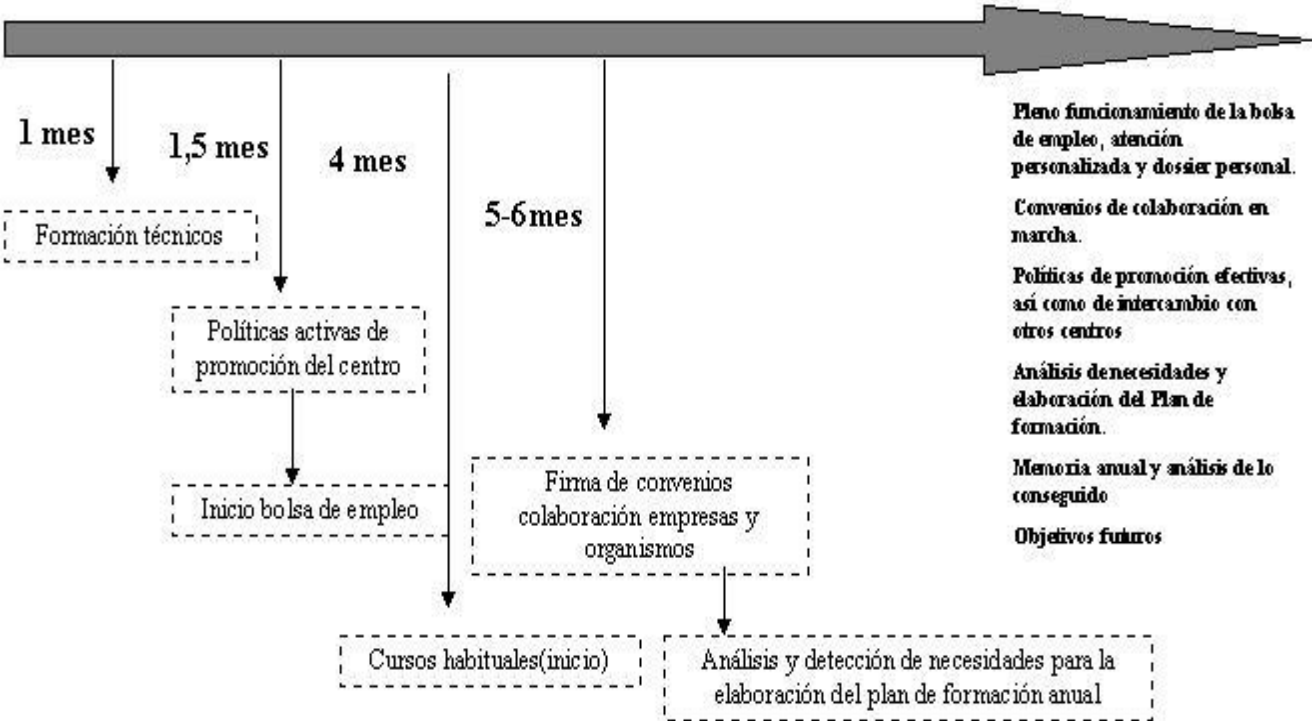 1 mes
1,5 mes
4 mes
5-6mes
Formación técnicos
Políticas activas de
promoción del centro
Inicio bolsa de empleo
Firma de convenios
colaboración empresas y
organismos
Cursos habituales(inicio)
Análisis y detección de necesidades para la
elaboración del plan de formación anual
Pleno funcionamiento de la bolsa
de empleo, atención
personalizada y dossier personal.
Convenios de colaboración en
marcha.
Políticas de promoción efectivas,
así como de intercambio con
otros centros
Análisis de necesidades y
elaboración del Plan de
formación.
Memoria anual y análisis de lo
conseguido
Objetivos futuros